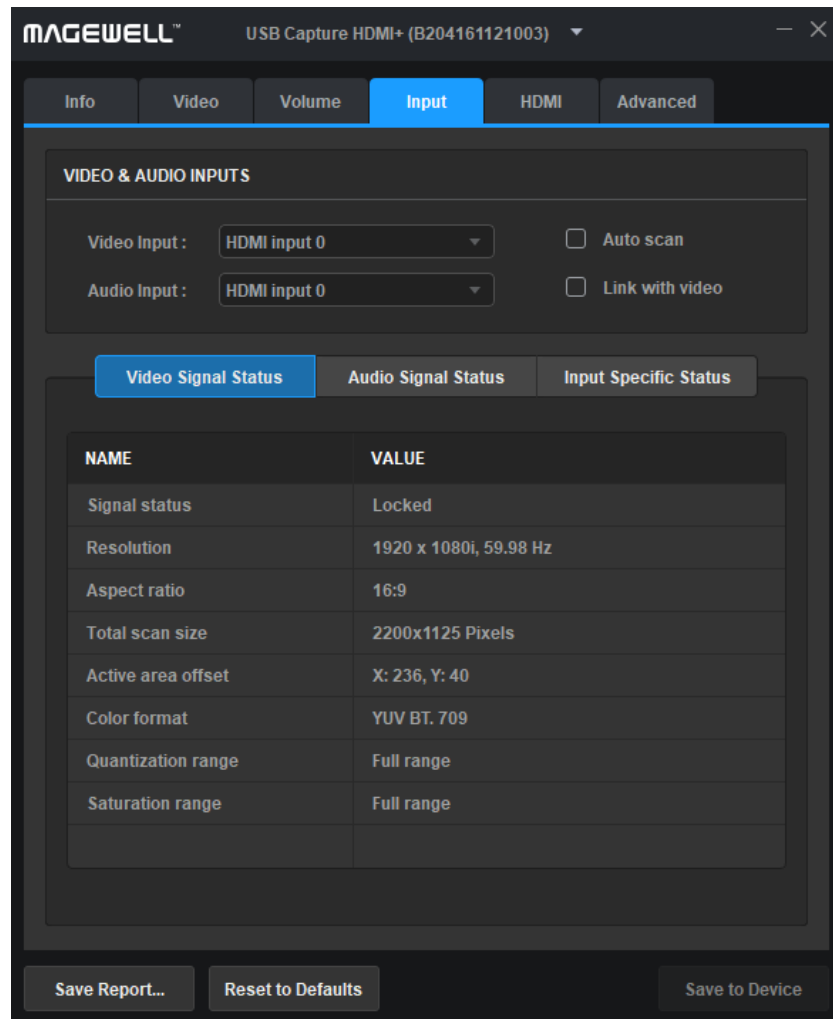 MAGEWELL™ USB Capture HDMI+ (B204161121003)
Info Video Volume Input HDMI Advanced
VIDEO & AUDIO INPUTS
Video Input : HDMI input 0 Auto scan
Audio Input : HDMI input 0 Link with video
Video Signal Status Audio Signal Status Input Specific Status
NAME VALUE
Signal status Locked
Resolution 1920 x 1080i, 59.98 Hz
Aspect ratio 16:9
Total scan size 2200x1125 Pixels
Active area offset X: 236, Y: 40
Color format YUV BT. 709
Quantization range Full range
Saturation range Full range
Save Report... Reset to Defaults Save to Device